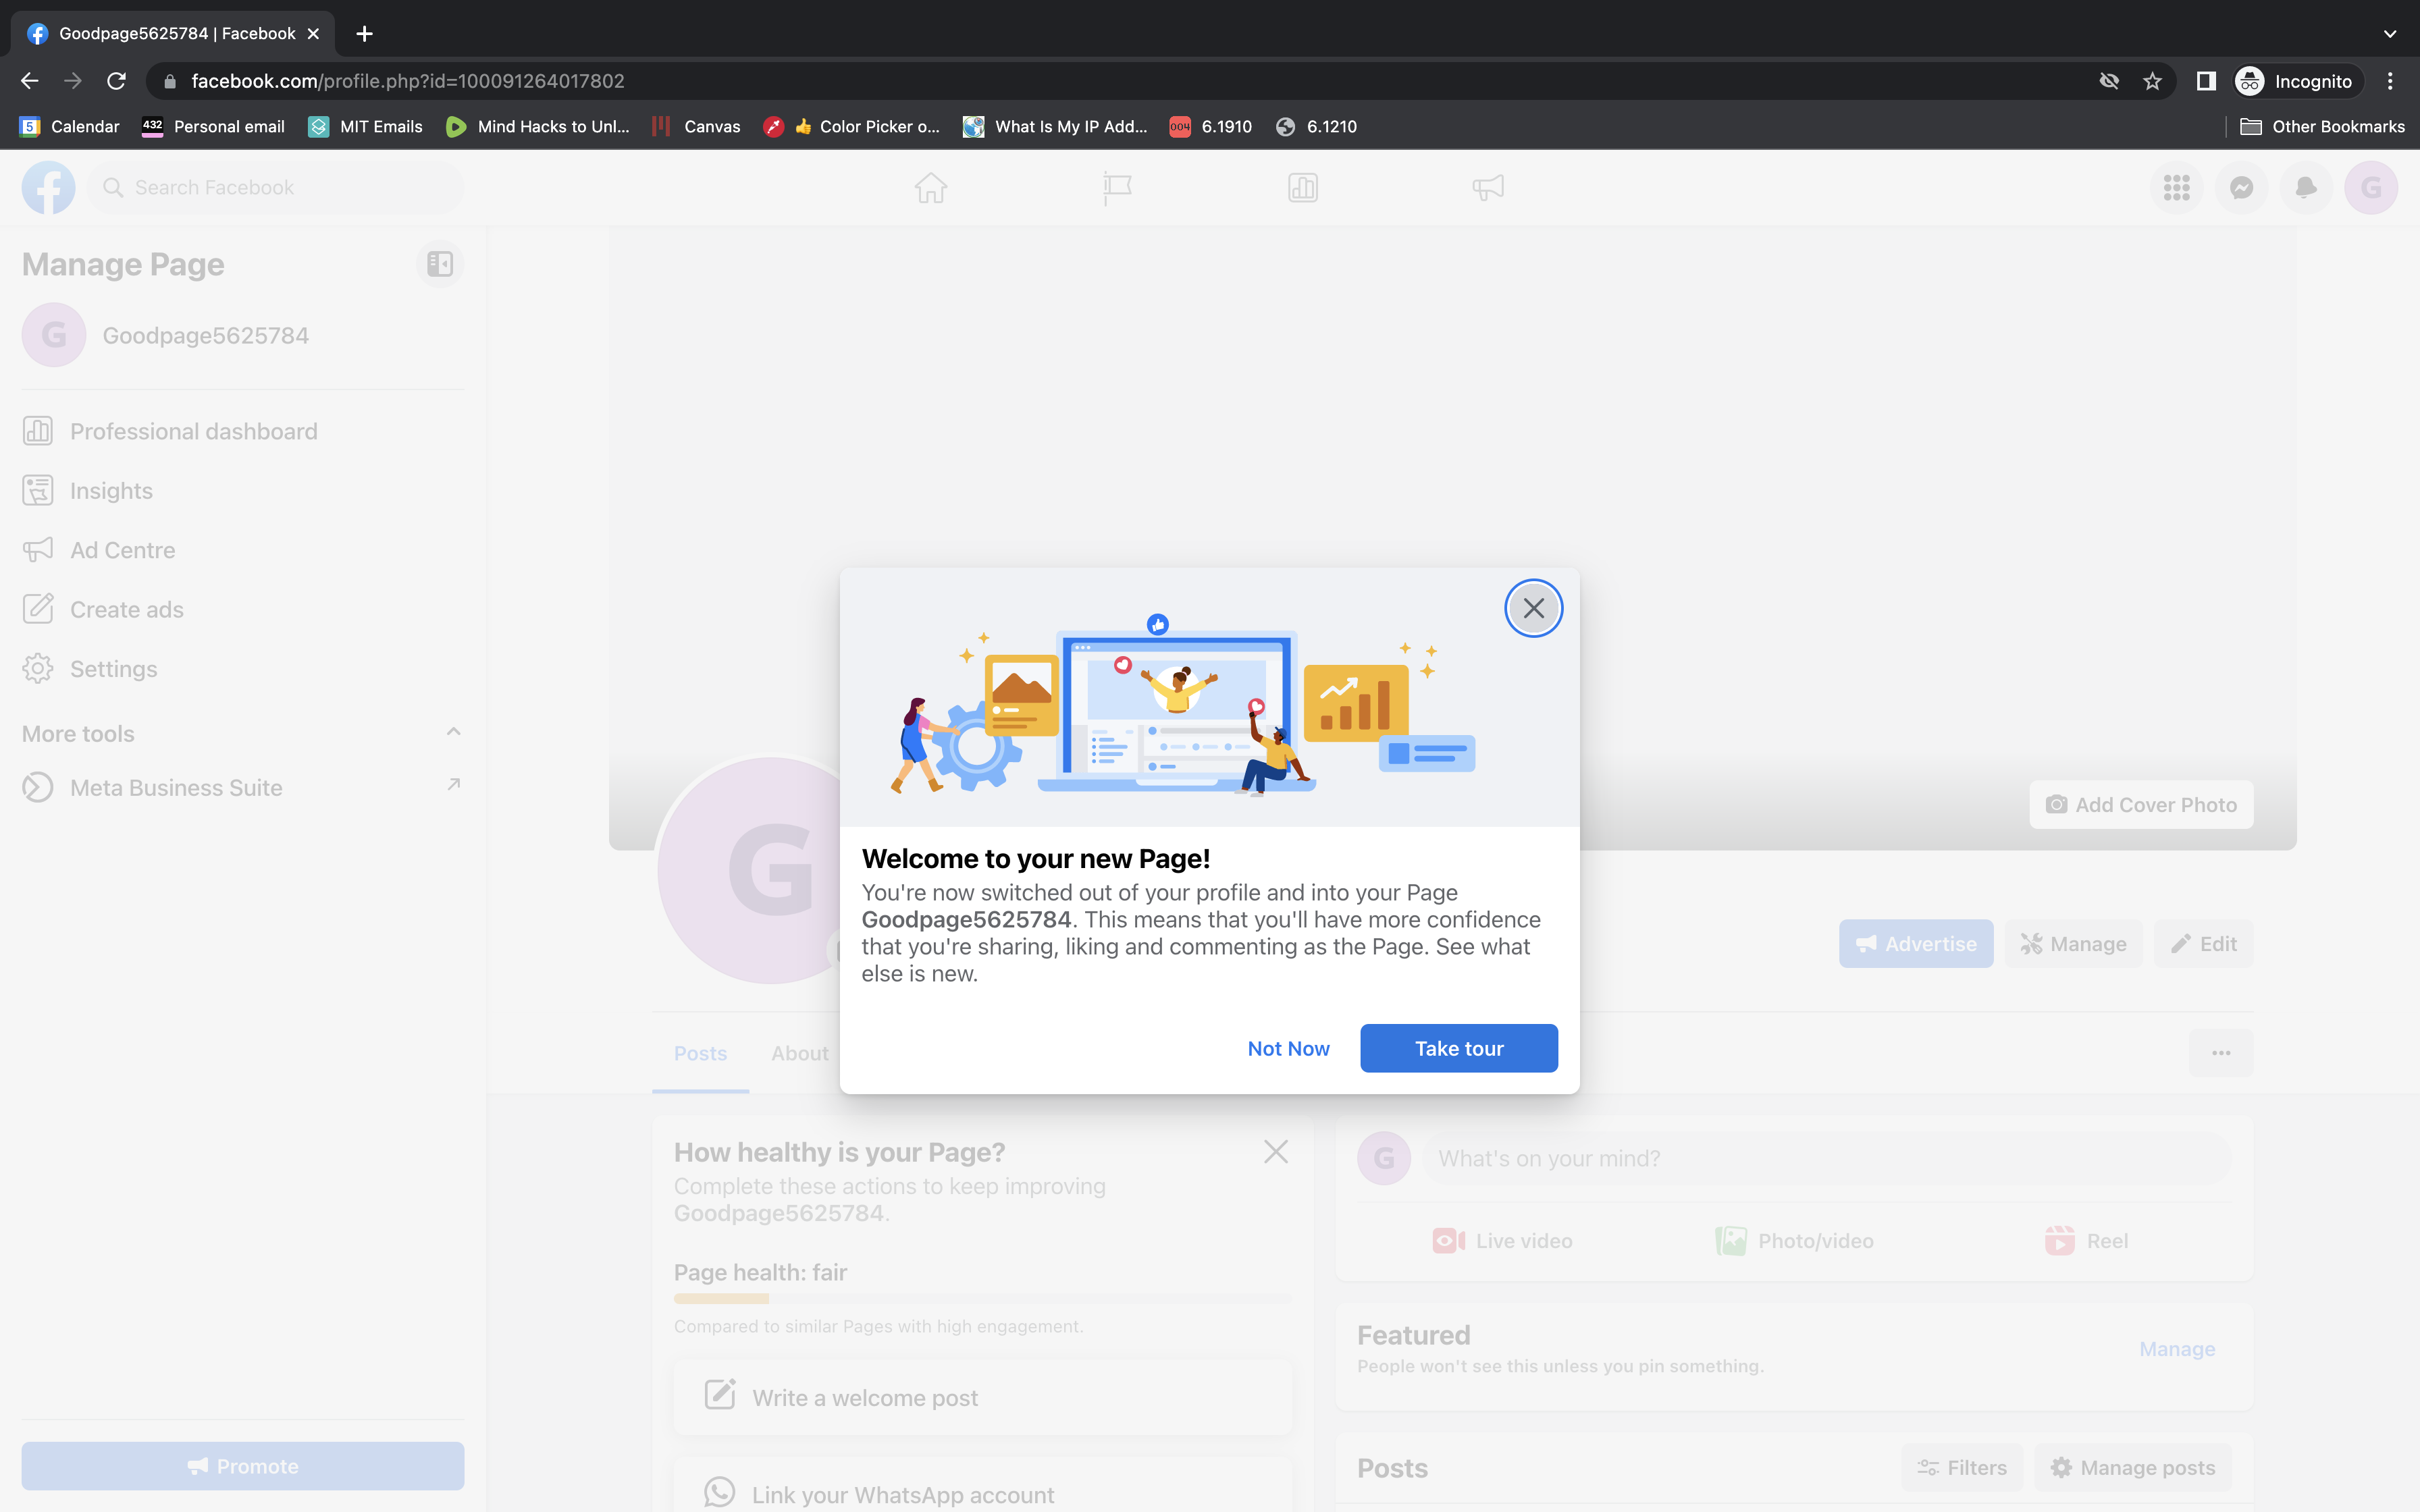 Goodpage5625784 | Facebook
facebook.com/profile.php?id=100091264017802
Incognito
5 Calendar
432 Personal email
MIT Emails
Mind Hacks to Unl...
Canvas
👍 Color Picker o...
What Is My IP Add...
004 6.1910
6.1210
Other Bookmarks
Search Facebook
G
Manage Page
G
Goodpage5625784
Professional dashboard
Insights
Ad Centre
Create ads
Settings
More tools
Meta Business Suite
Promote
Add Cover Photo
G
Advertise
Manage
Edit
Welcome to your new Page!
You're now switched out of your profile and into your Page
Goodpage5625784. This means that you'll have more confidence
that you're sharing, liking and commenting as the Page. See what
else is new.
Not Now
Take tour
Posts
About
How healthy is your Page?
Complete these actions to keep improving
Goodpage5625784.
Page health: fair
Compared to similar Pages with high engagement.
Write a welcome post
Link your WhatsApp account
G
What's on your mind?
Live video
Photo/video
Reel
Featured
People won't see this unless you pin something.
Manage
Posts
Filters
Manage posts